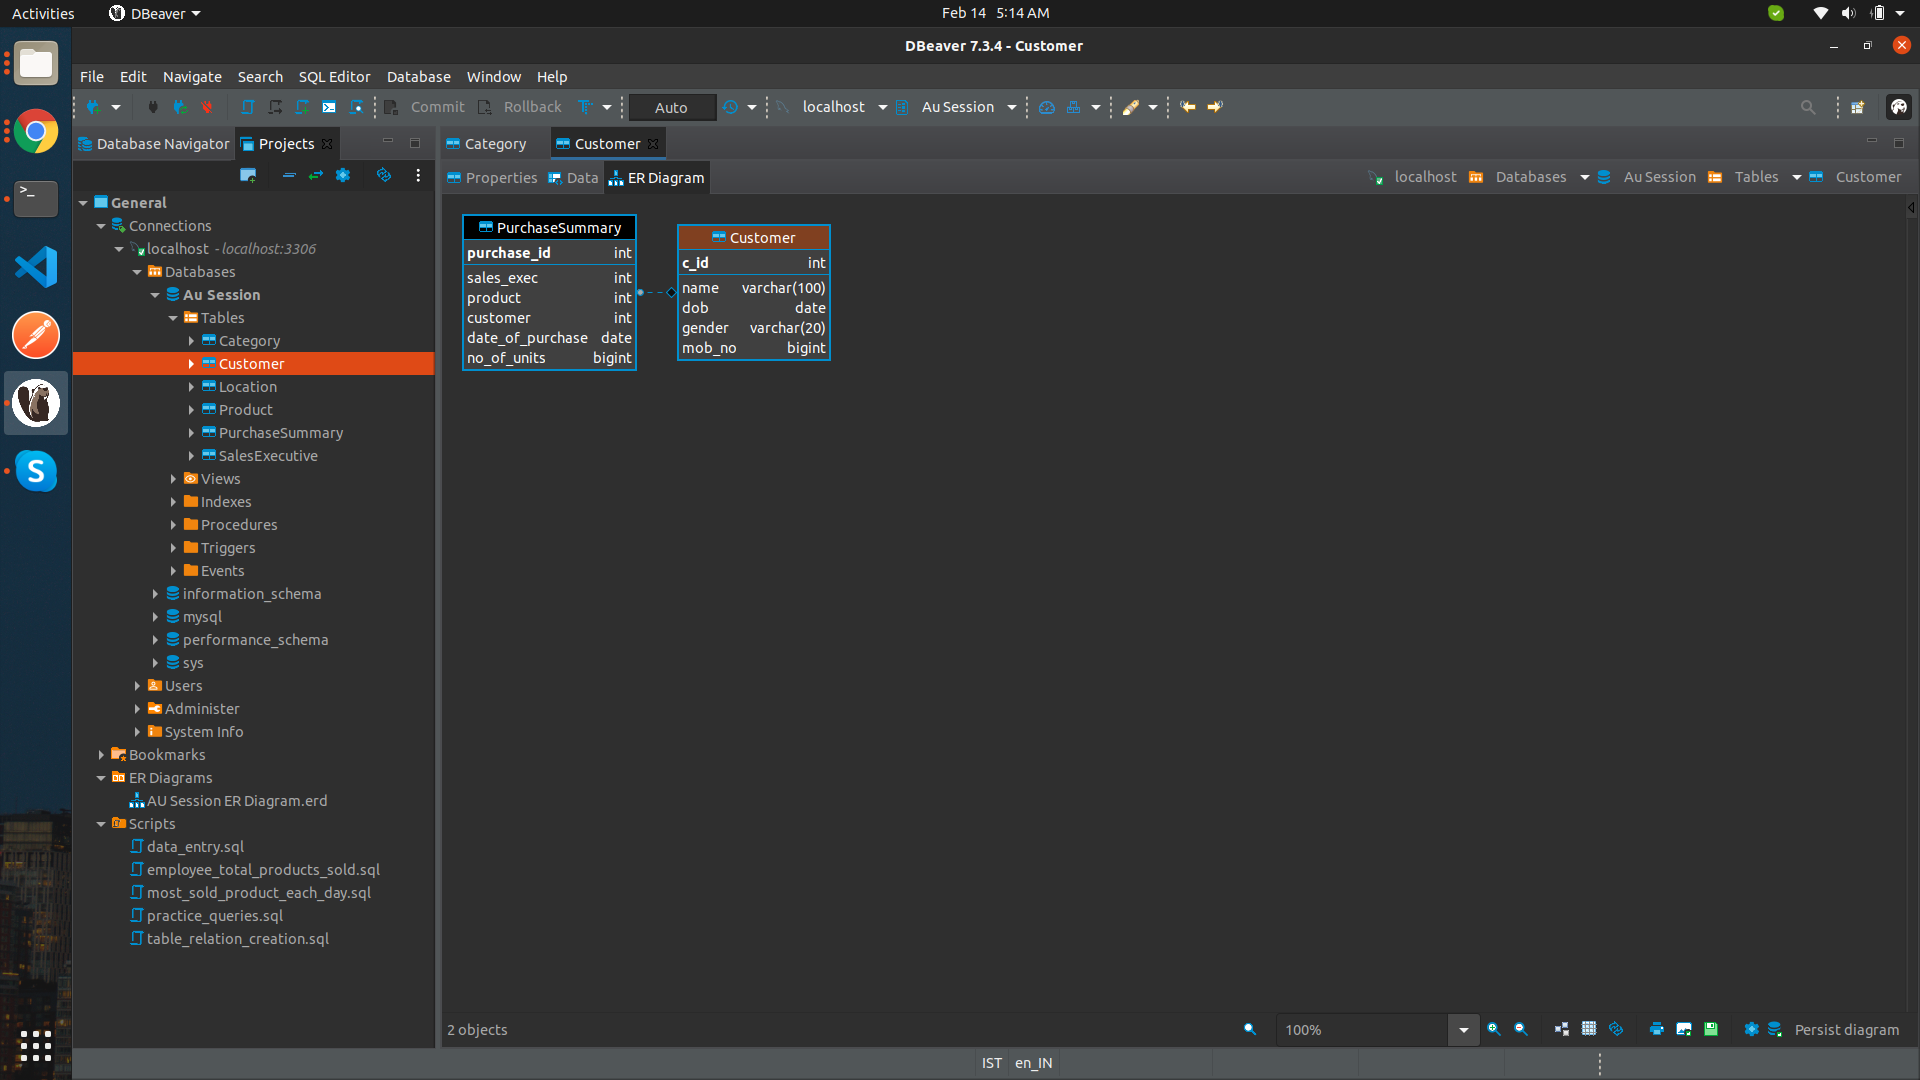 Activities
DBeaver
Feb 14 5:14 AM
DBeaver 7.3.4 - Customer
File Edit Navigate Search SQL Editor Database Window Help
Commit Rollback Auto localhost Au Session
Database Navigator Projects
General
Connections
localhost - localhost:3306
Databases
Au Session
Tables
Category
Customer
Location
Product
PurchaseSummary
SalesExecutive
Views
Indexes
Procedures
Triggers
Events
information_schema
mysql
performance_schema
sys
Users
Administer
System Info
Bookmarks
ER Diagrams
AU Session ER Diagram.erd
Scripts
data_entry.sql
employee_total_products_sold.sql
most_sold_product_each_day.sql
practice_queries.sql
table_relation_creation.sql
Category Customer
Properties Data ER Diagram
localhost Databases Au Session Tables Customer
PurchaseSummary
purchase_id int
sales_exec int
product int
customer int
date_of_purchase date
no_of_units bigint
Customer
c_id int
name varchar(100)
dob date
gender varchar(20)
mob_no bigint
2 objects
100%
Persist diagram
IST en_IN
>_
S